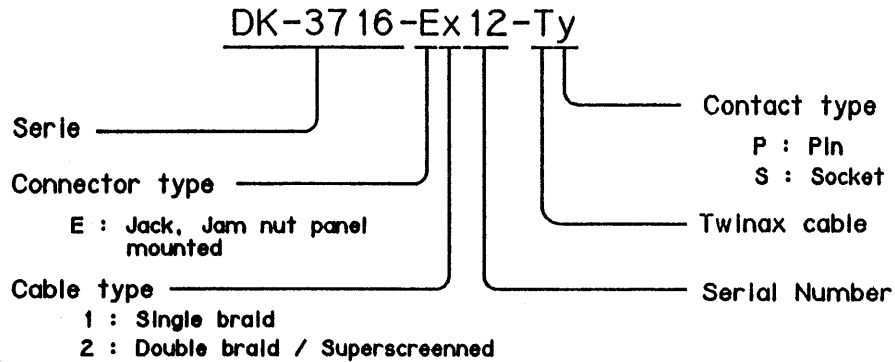 DK-3716-Ex12-Ty
Serie
Connector type
E : Jack, Jam nut panel
mounted
Cable type
1 : Single braid
2 : Double braid / Superscreenned
Contact type
P : Pin
S : Socket
Twinax cable
Serial Number